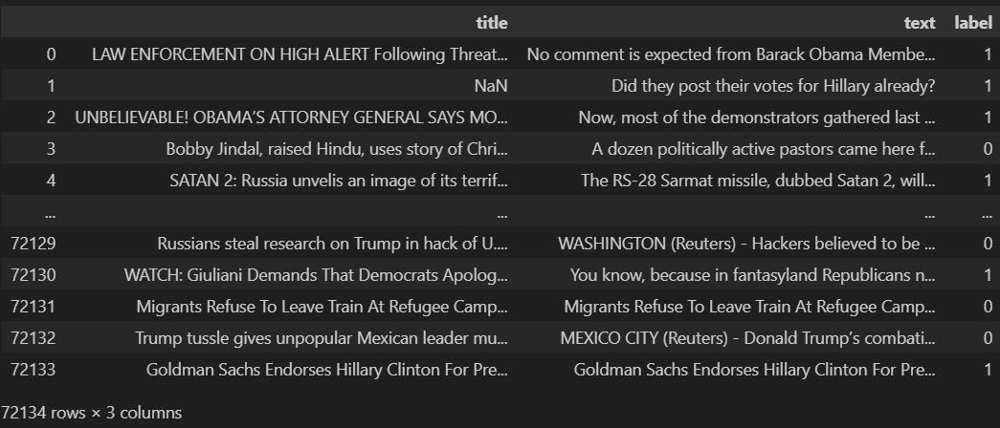 title text label
0 LAW ENFORCEMENT ON HIGH ALERT Following Threat... No comment is expected from Barack Obama Membe... 1
1 NaN Did they post their votes for Hillary already? 1
2 UNBELIEVABLE! OBAMA’S ATTORNEY GENERAL SAYS MO... Now, most of the demonstrators gathered last ... 1
3 Bobby Jindal, raised Hindu, uses story of Chri... A dozen politically active pastors came here f... 0
4 SATAN 2: Russia unvelis an image of its terrif... The RS-28 Sarmat missile, dubbed Satan 2, will... 1
... ... ... ...
72129 Russians steal research on Trump in hack of U.... WASHINGTON (Reuters) - Hackers believed to be ... 0
72130 WATCH: Giuliani Demands That Democrats Apolog... You know, because in fantasyland Republicans n... 1
72131 Migrants Refuse To Leave Train At Refugee Camp... Migrants Refuse To Leave Train At Refugee Camp... 0
72132 Trump tussle gives unpopular Mexican leader mu... MEXICO CITY (Reuters) - Donald Trump’s combati... 0
72133 Goldman Sachs Endorses Hillary Clinton For Pre... Goldman Sachs Endorses Hillary Clinton For Pre... 1
72134 rows × 3 columns